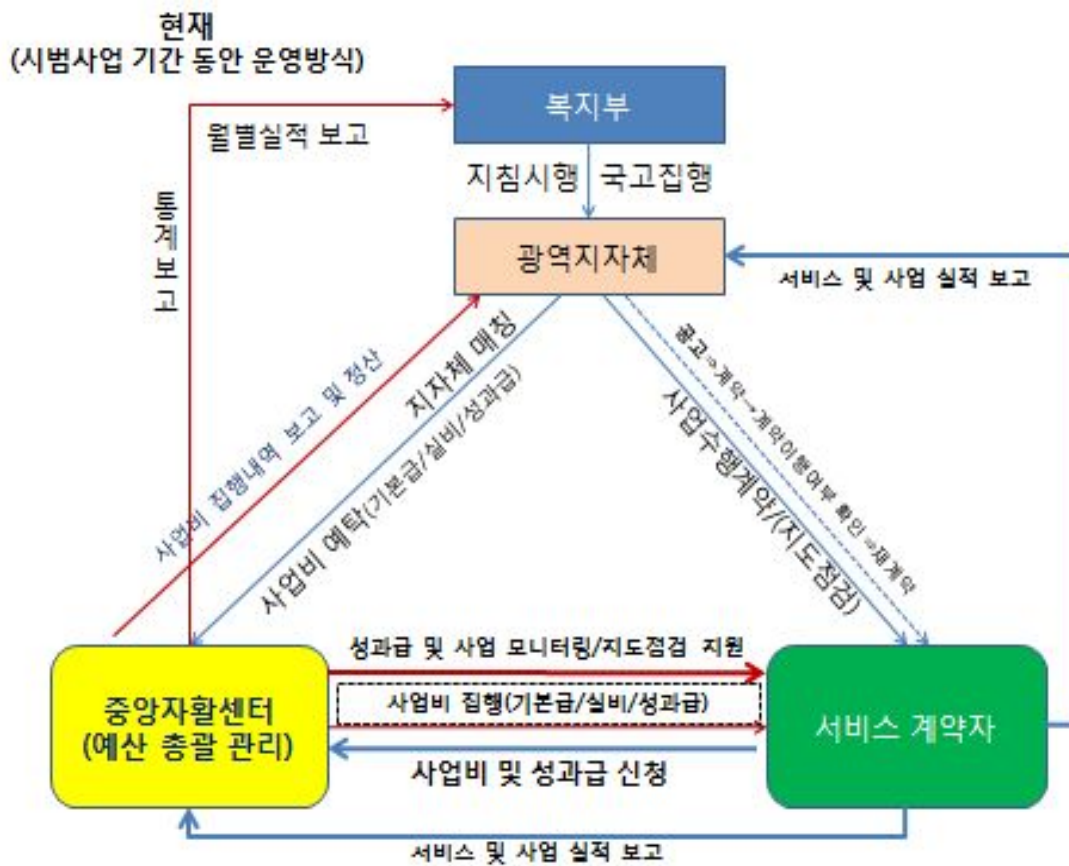 현재
(시범사업 기간 동안 운영방식)
복지부
월별실적 보고
지침시행 국고집행
통계보고
광역지자체
서비스 및 사업 실적 보고
사업비 집행내역 보고 및 정산
지자체 매칭
사업비 예탁(기본급/실비/성과급)
공고⇒계약→계약이행여부 확인⇒재계약
사업수행계약/(지도점검)
성과급 및 사업 모니터링/지도점검 지원
사업비 집행(기본급/실비/성과급)
중앙자활센터
(예산 총괄 관리)
서비스 계약자
사업비 및 성과급 신청
서비스 및 사업 실적 보고